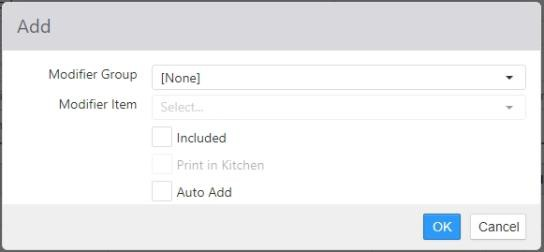 Add
Modifier Group [None]
Modifier Item Select...
Included
Print in Kitchen
Auto Add
OK Cancel